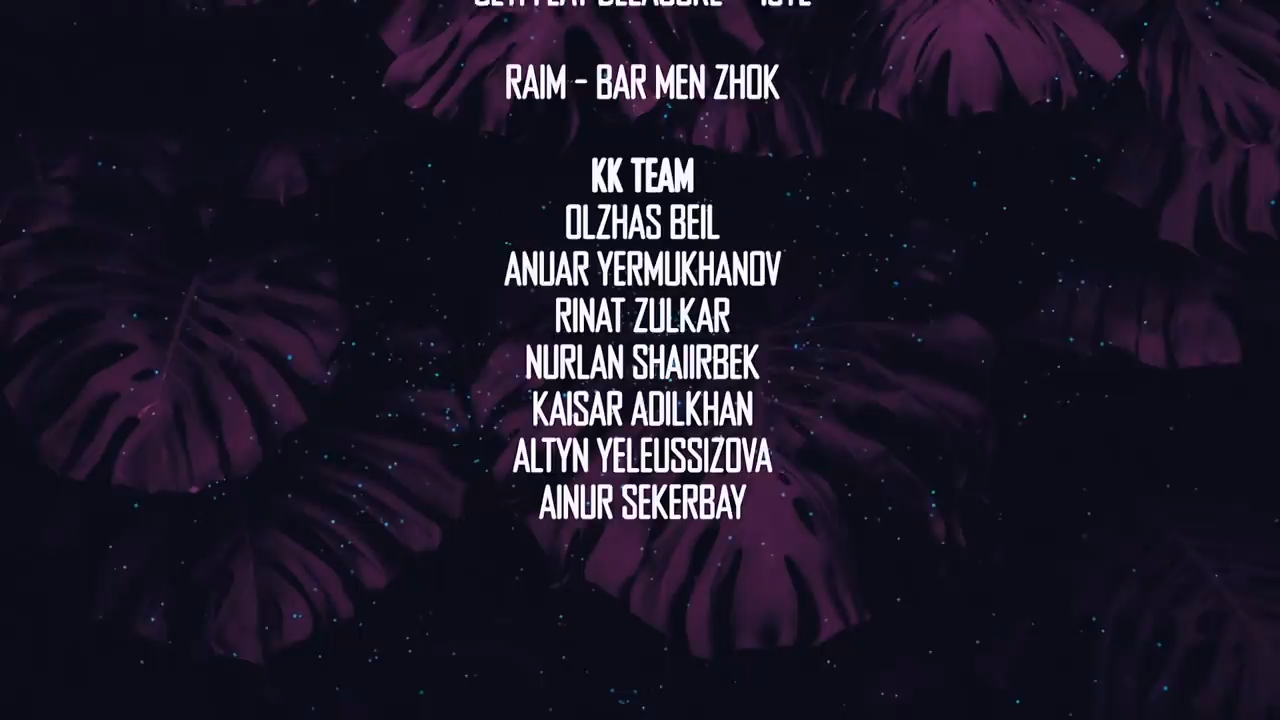 RAIM - BAR MEN ZHOK
KK TEAM
OLZHAS BEIL
ANUAR YERMUKHANOV
RINAT ZULKAR
NURLAN SHAIIRBEK
KAISAR ADILKHAN
ALTYN YELEUSSIZOVA
AINUR SEKERBAY